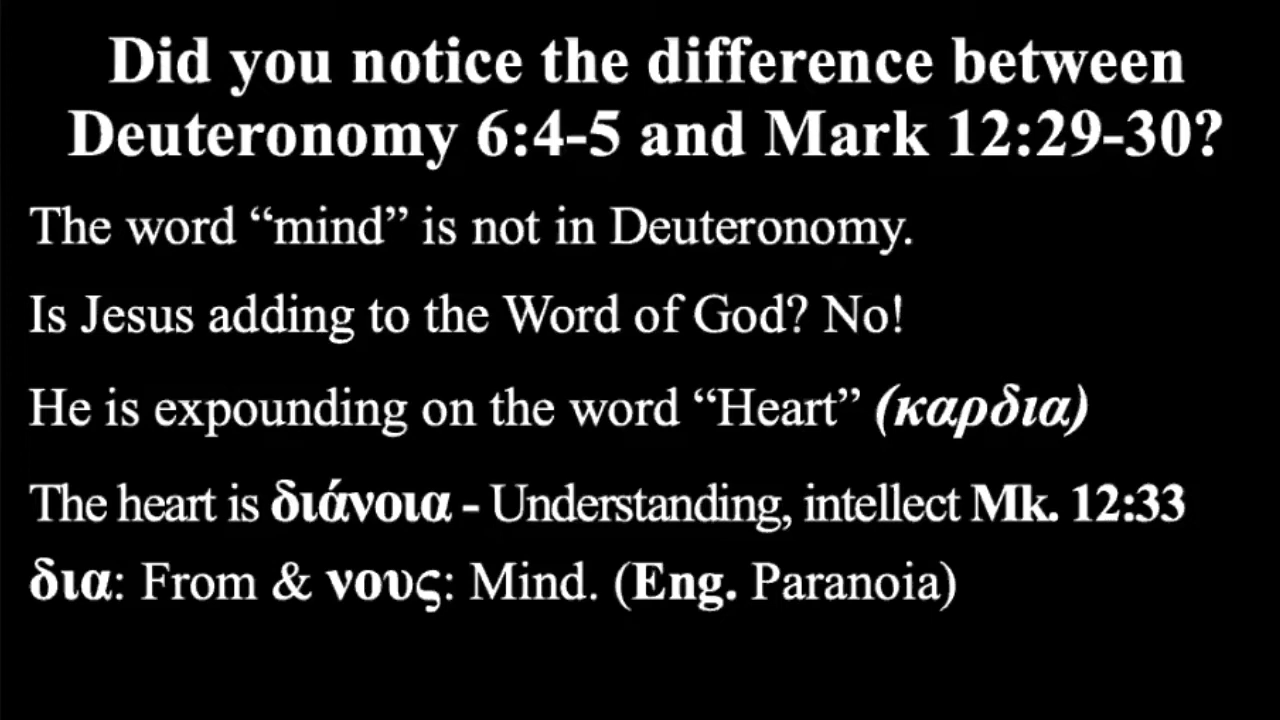 Did you notice the difference between
Deuteronomy 6:4-5 and Mark 12:29-30?
The word “mind” is not in Deuteronomy.
Is Jesus adding to the Word of God? No!
He is expounding on the word “Heart” (καρδια)
The heart is διάνοια - Understanding, intellect Mk. 12:33
δια: From & νους: Mind. (Eng. Paranoia)